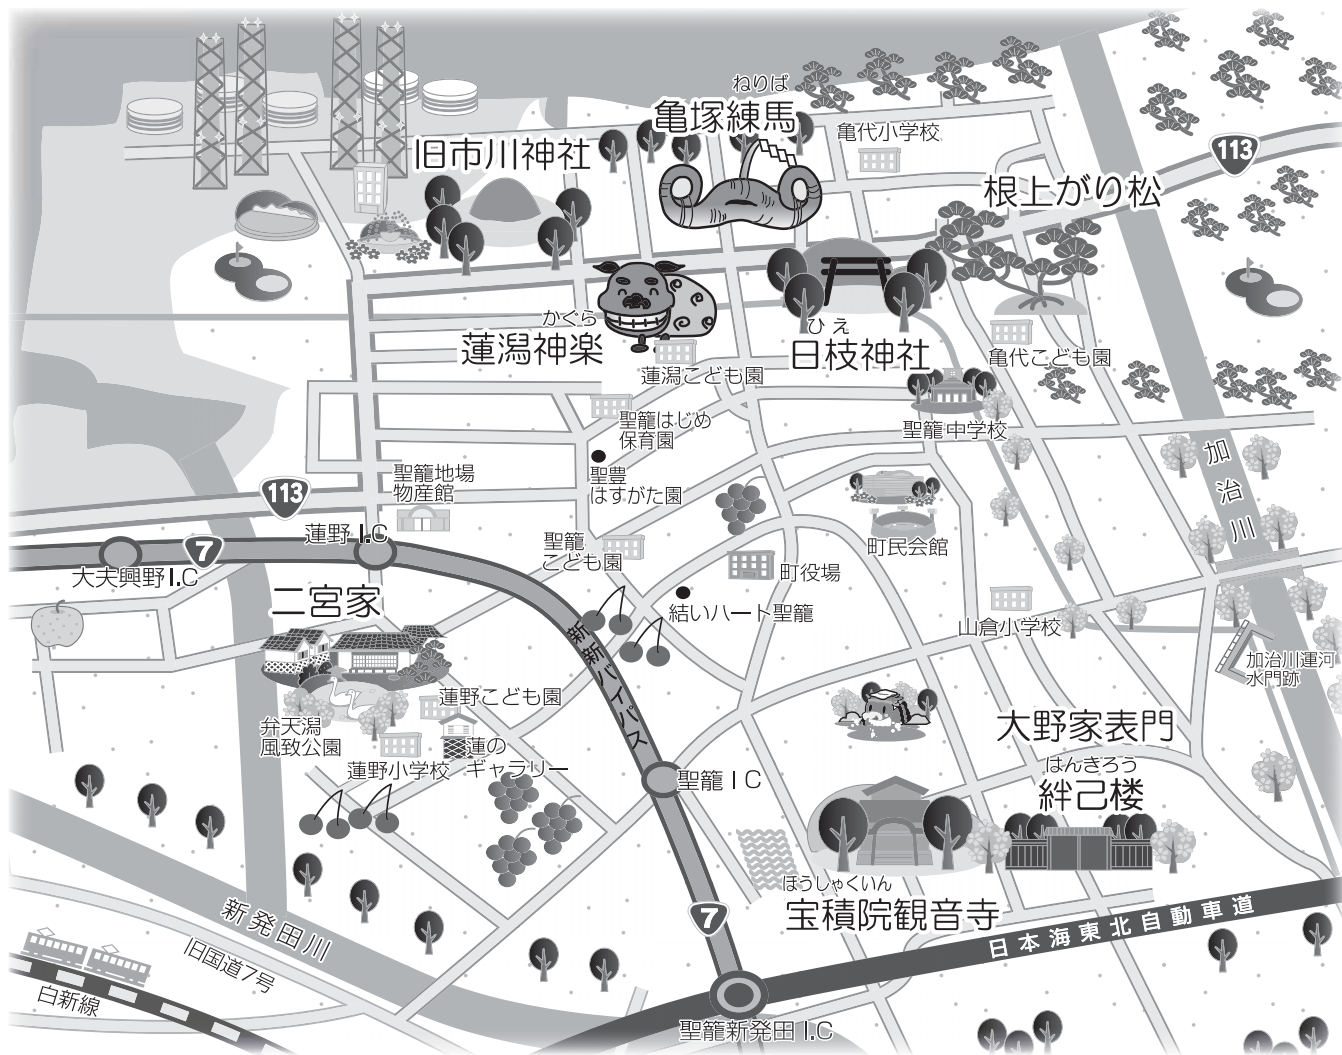 ねりば
亀塚練馬
亀代小学校
旧市川神社
113
根上がり松
かぐら
蓮潟神楽
ひえ
日枝神社
亀代こども園
蓮潟こども園
聖籠はじめ
保育園
聖籠中学校
加治川
聖籠地場
物産館
聖豊
はすがた園
113
蓮野I.C
7
大夫興野I.C
聖籠
こども園
町役場
町民会館
結いハート聖籠
二宮家
山倉小学校
新新バイパス
加治川運河
水門跡
蓮野こども園
弁天潟
風致公園
蓮野小学校
蓮の
ギャラリー
聖籠IC
大野家表門
はんきろう
絆己楼
ほうしゃくいん
宝積院観音寺
7
日本海東北自動車道
新発田川
旧国道7号
白新線
聖籠新発田I.C